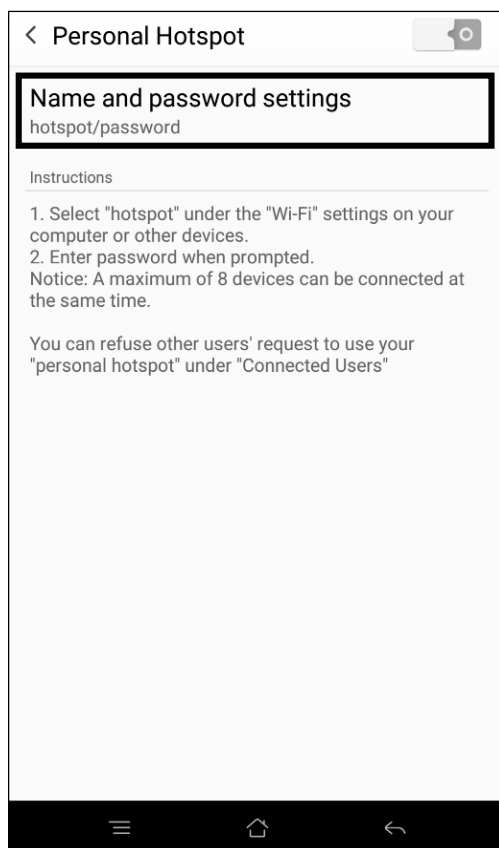 Personal Hotspot
Name and password settings
hotspot/password
Instructions
1. Select "hotspot" under the "Wi-Fi" settings on your
computer or other devices.
2. Enter password when prompted.
Notice: A maximum of 8 devices can be connected at
the same time.
You can refuse other users' request to use your
"personal hotspot" under "Connected Users"